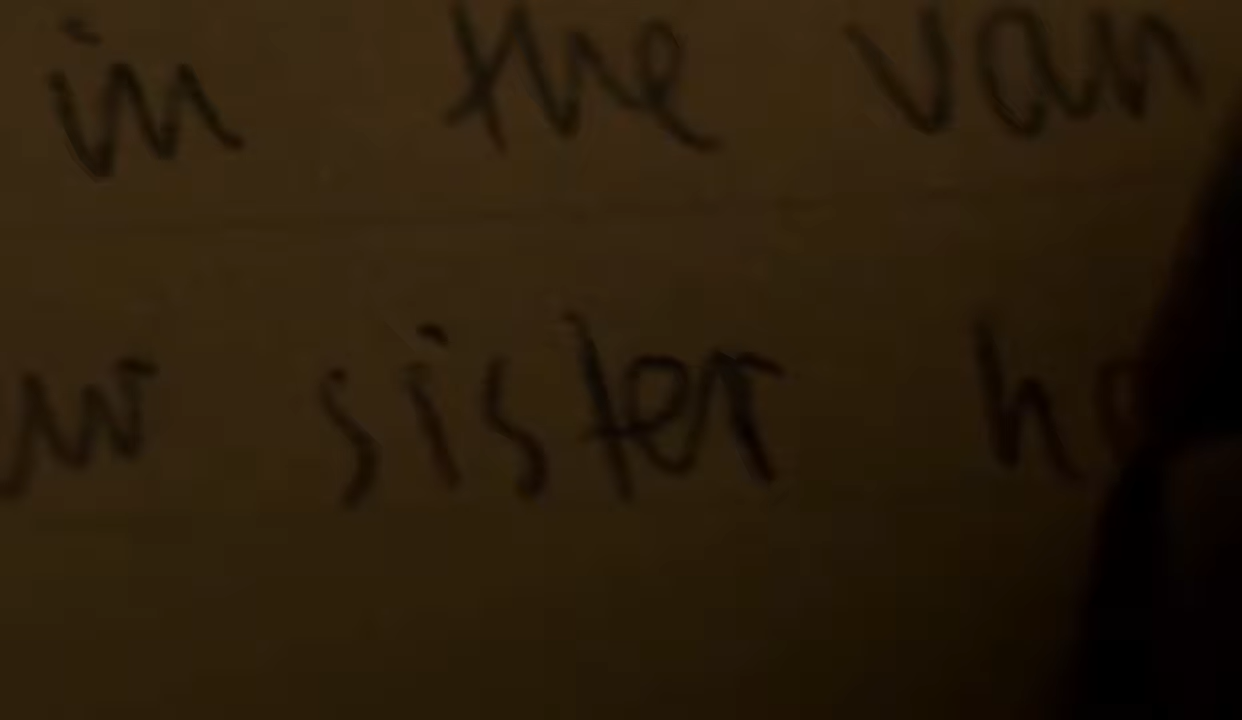 in the van
sister